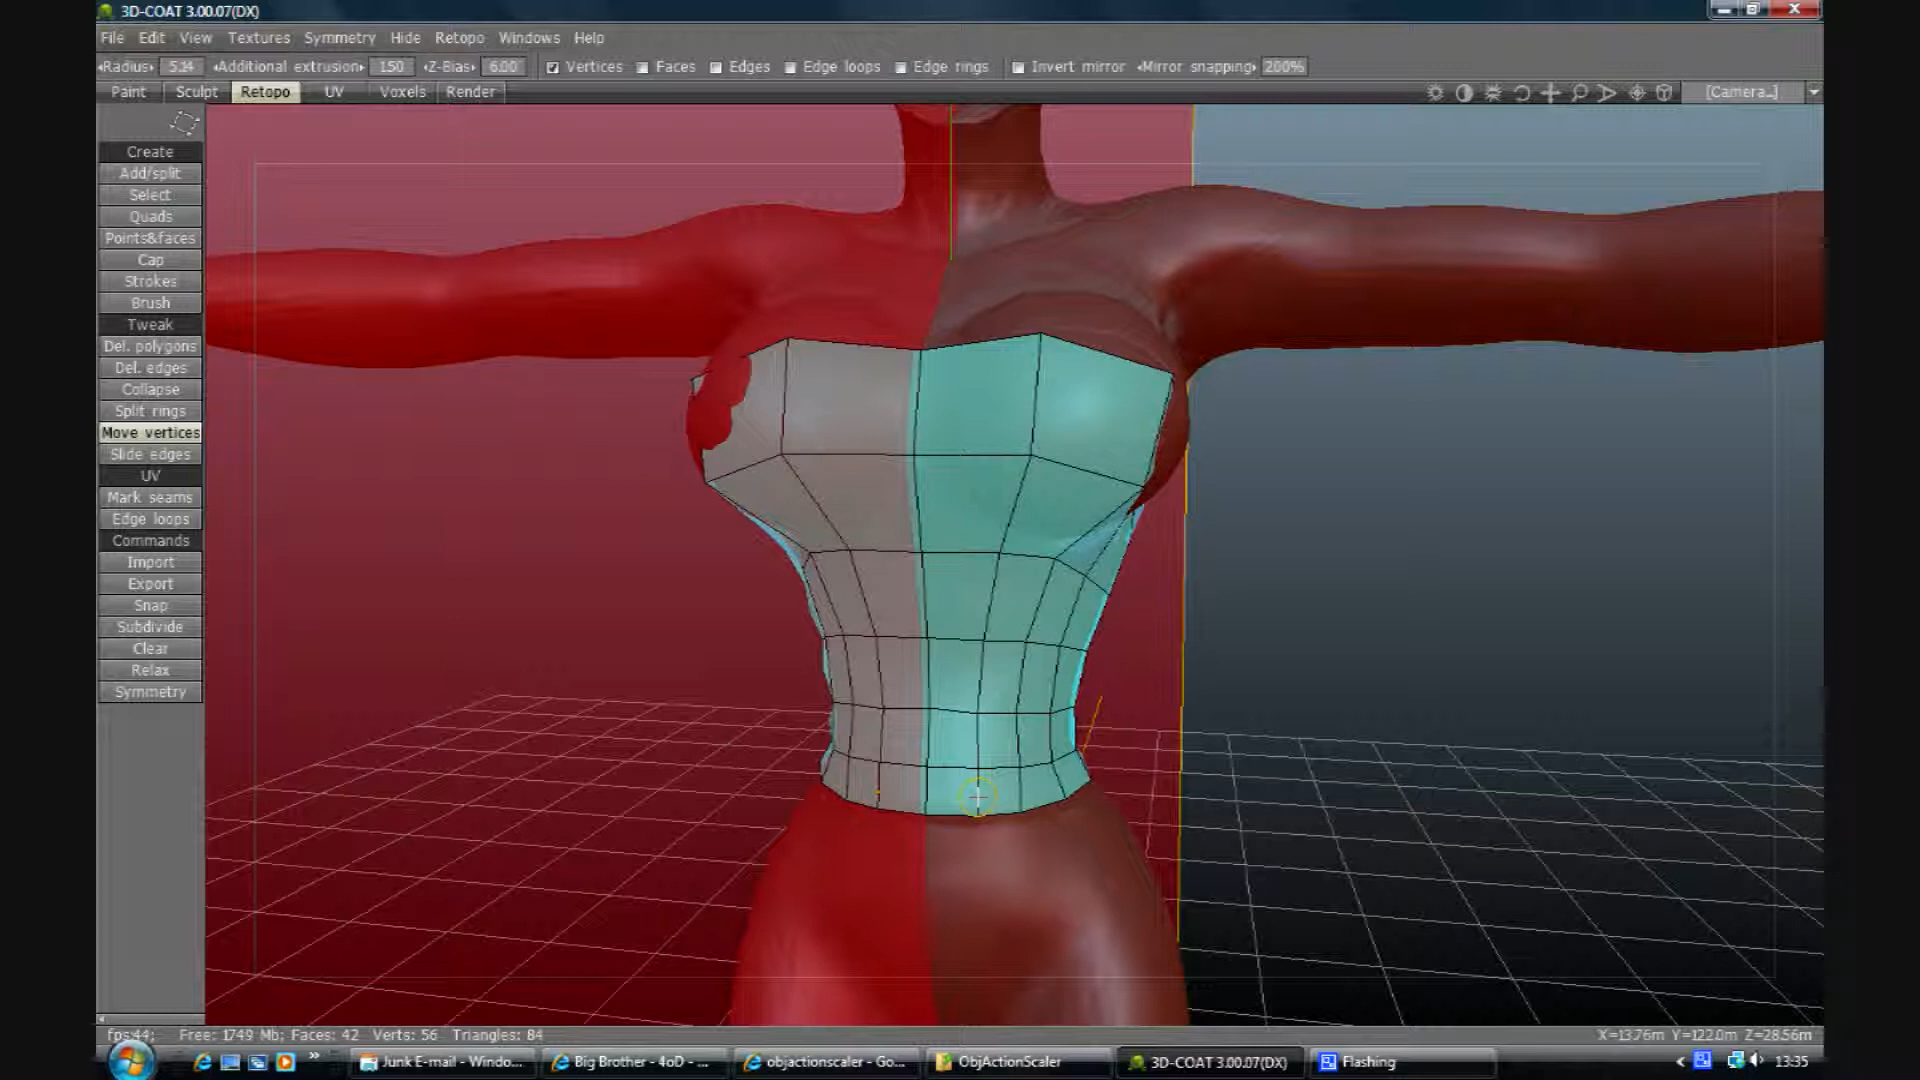 3D-COAT 3.00.07(DX)
File Edit View Textures Symmetry Hide Retopo Windows Help
Radius 5.14 Additional extrusion 1.50 Z-Bias 6.00 Vertices Faces Edges Edge loops Edge rings Invert mirror Mirror snapping 200%
Paint Sculpt Retopo UV Voxels Render [Camera_]
Create
Add/split
Select
Quads
Points&faces
Cap
Strokes
Brush
Tweak
Del. polygons
Del. edges
Collapse
Split rings
Move vertices
Slide edges
UV
Mark seams
Edge loops
Commands
Import
Export
Snap
Subdivide
Clear
Relax
Symmetry
fps:44; Free: 1749 Mb; Faces: 42 Verts: 56 Triangles: 84 X=13.76m Y=122.0m Z=28.56m
Junk E-mail - Windo... Big Brother - 4oD - ... objactionscaler - Go... ObjActionScaler 3D-COAT 3.00.07(DX) Flashing 13:35